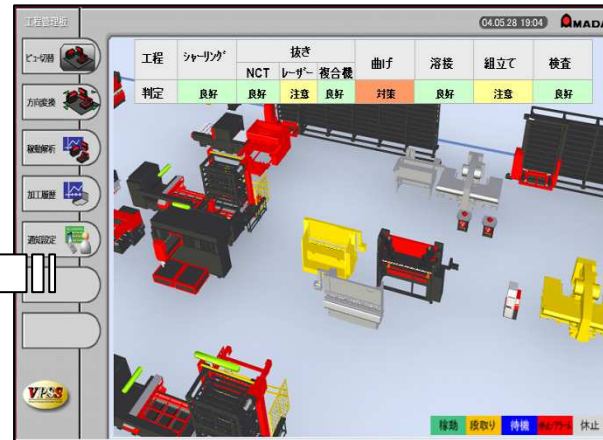 工程管理板
04.05.28 19:04 AMADA
ビュー切替
方向変換
稼動解析
加工履歴
通知設定
工程 シャーリング 抜き 曲げ 溶接 組立て 検査
NCT レーザー 複合機
判定 良好 良好 注意 良好 対策 良好 注意 良好
VPSS
稼動 段取り 待機 休止